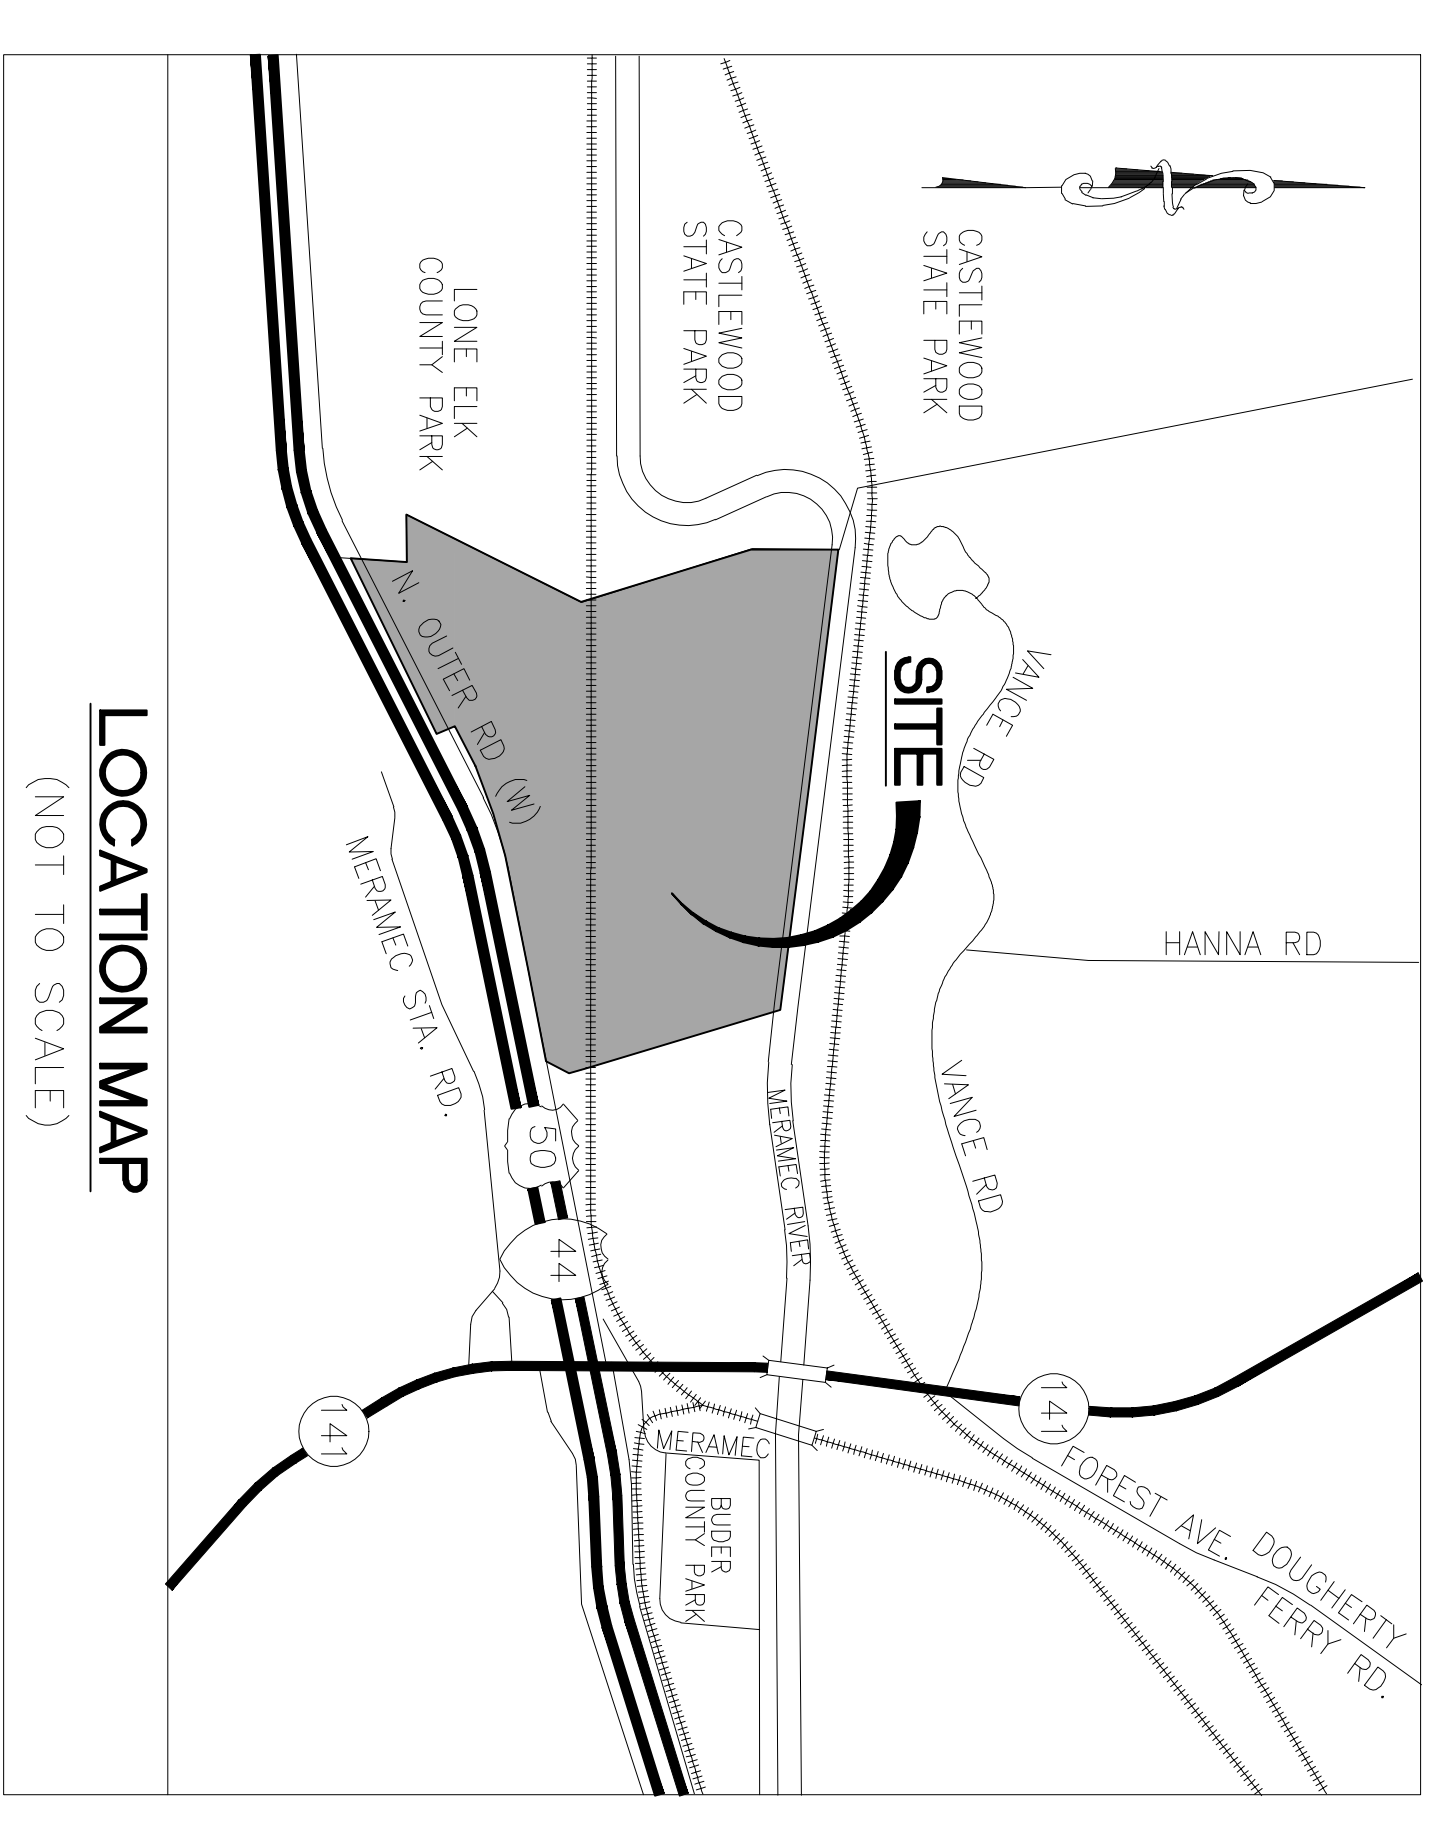 N
CASTLEWOOD
STATE PARK
CASTLEWOOD
STATE PARK
LONE ELK
COUNTY PARK
SITE
VANCE RD
HANNA RD
VANCE RD
N. OUTER RD (W)
MERAMEC STA. RD.
MERAMEC RIVER
50
44
141
141
FOREST AVE.
DOUGHERTY
FERRY RD.
MERAMEC
BUDER
COUNTY PARK
LOCATION MAP
(NOT TO SCALE)